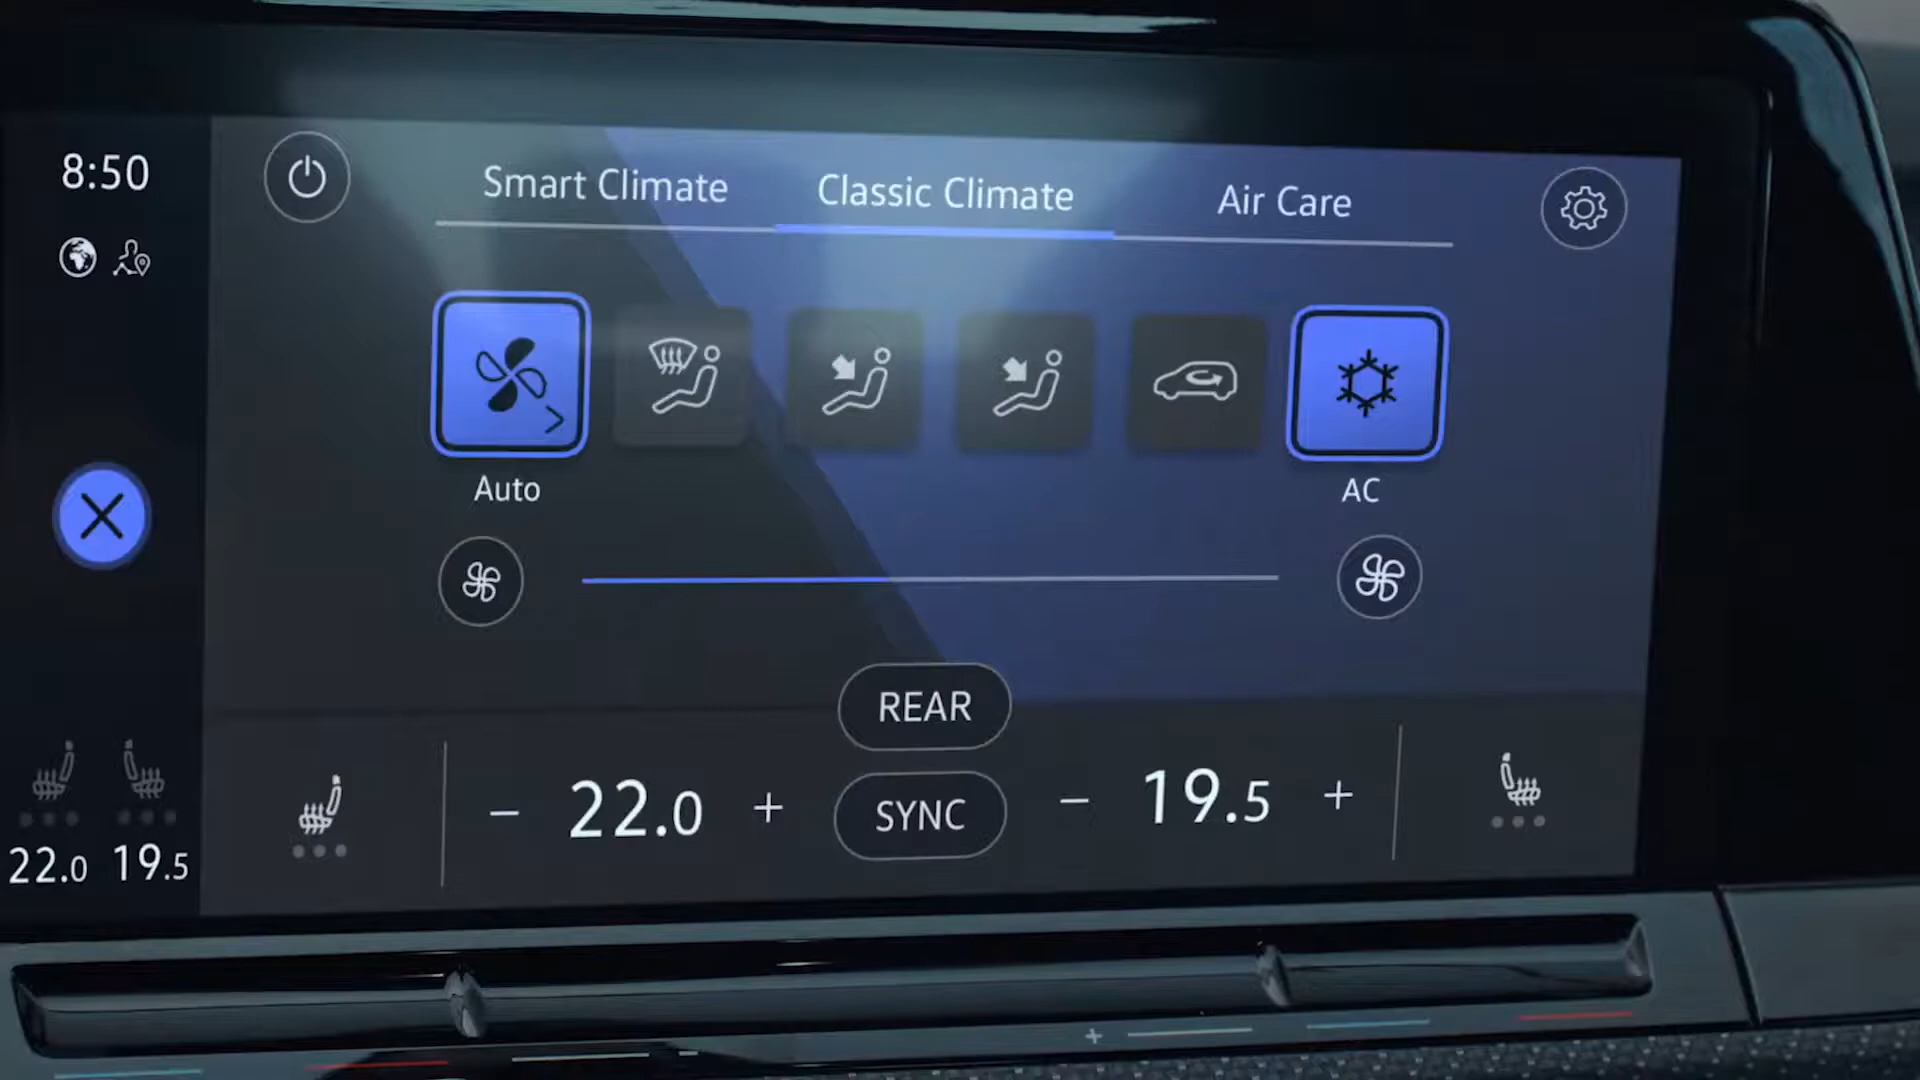 8:50
Smart Climate
Classic Climate
Air Care
Auto
AC
REAR
22.0
SYNC
19.5
22.0 19.5